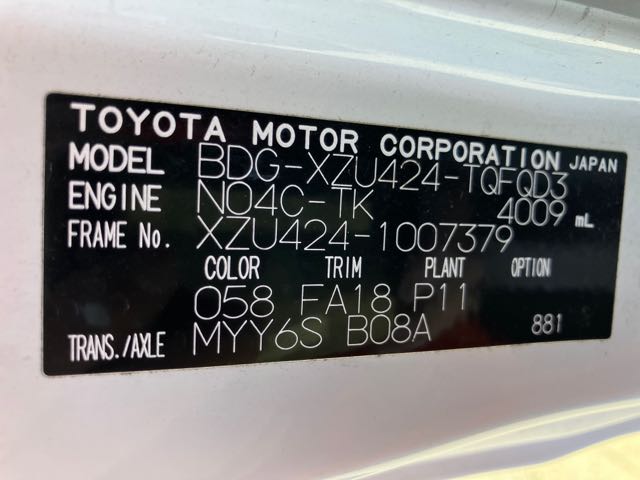 TOYOTA MOTOR CORPORATION JAPAN
MODEL BDG-XZU424-TQFQD3
ENGINE N04C-TK 4009 mL
FRAME No. XZU424-1007379
COLOR TRIM PLANT OPTION
058 FA18 P11
TRANS./AXLE MYY6S B08A 881